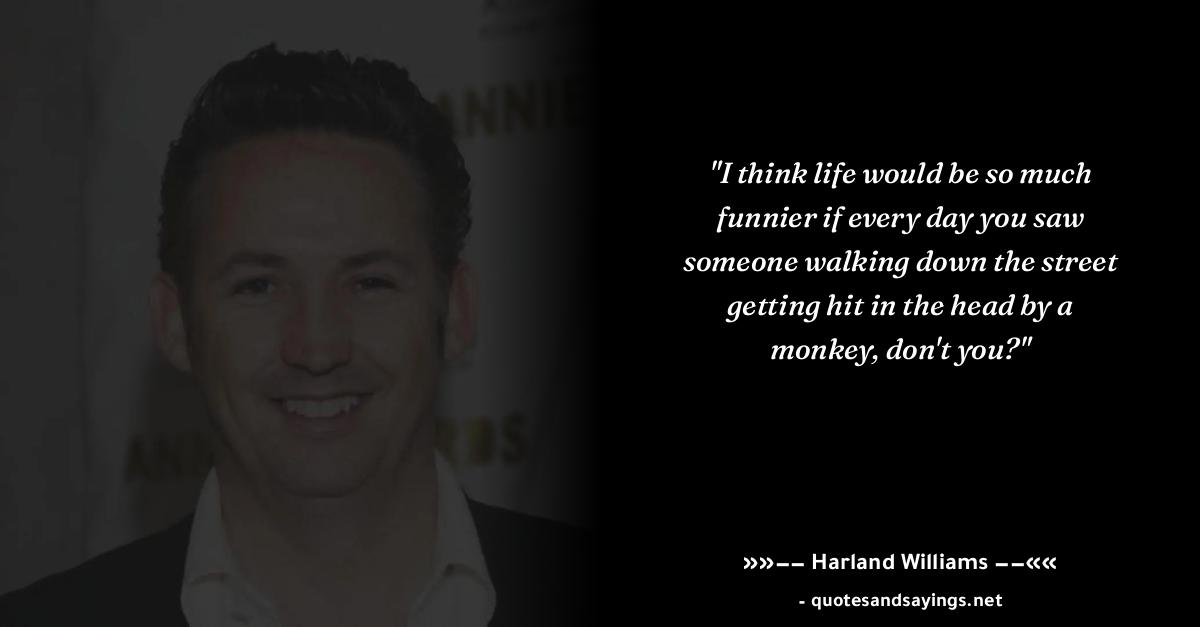 ANNIE
"I think life would be so much
funnier if every day you saw
someone walking down the street
getting hit in the head by a
monkey, don't you?"
»»–– Harland Williams ––««
- quotesandsayings.net